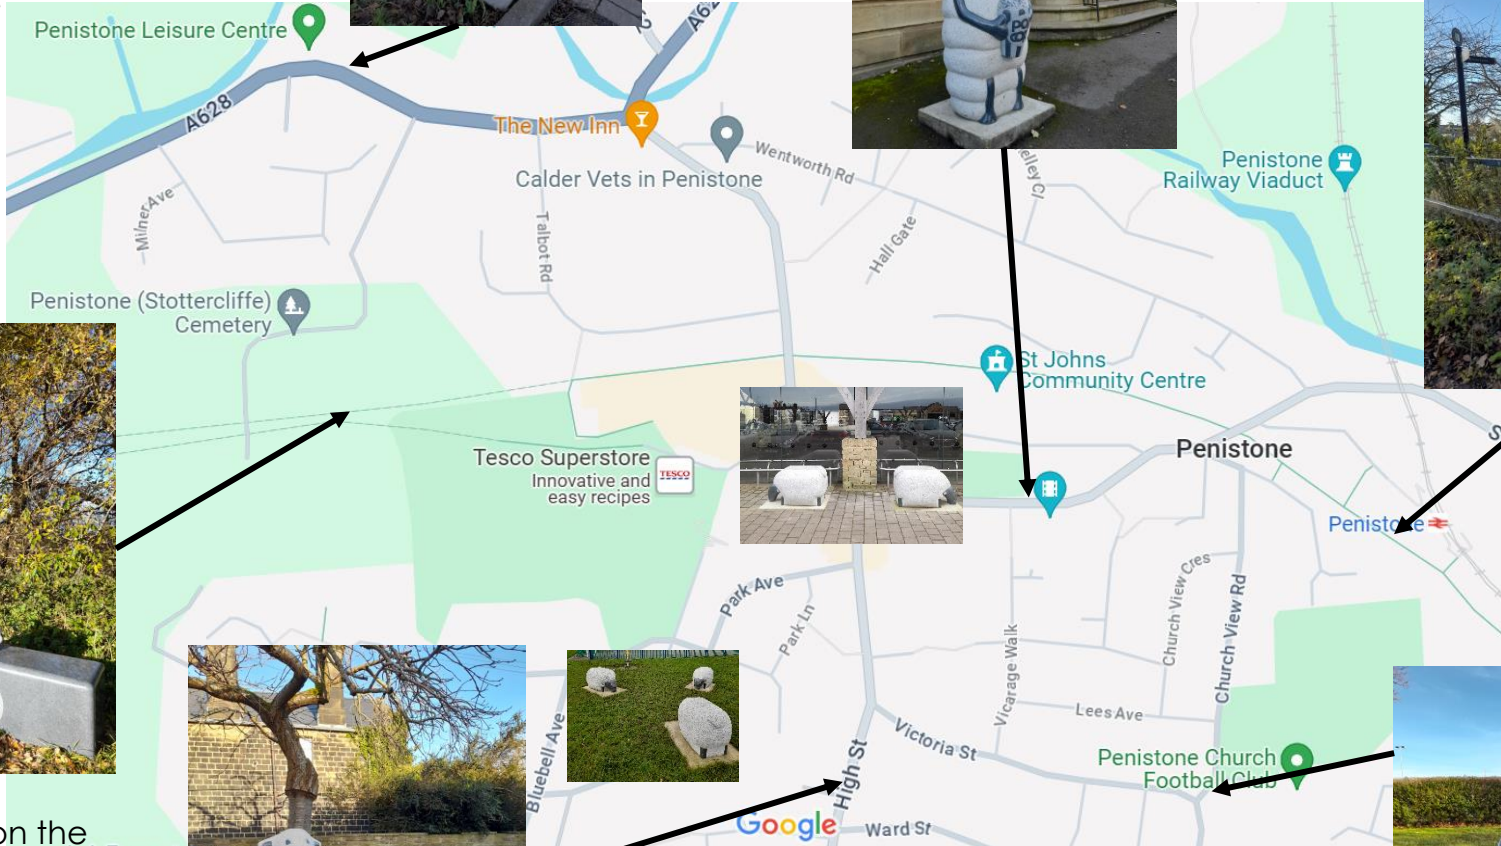 A62
Penistone Leisure Centre
A628
The New Inn
Calder Vets in Penistone
Wentworth Rd
Penistone
Railway Viaduct
Milner Ave
Talbot Rd
Hall Gate
Penistone (Stottercliffe)
Cemetery
St Johns
Community Centre
Penistone
Tesco Superstore
Innovative and
easy recipes
TESCO
Penistone
Park Ave
Park Ln
Church View Cres
Church View Rd
Vicarage Walk
Lees Ave
Bluebell Ave
High St
Victoria St
Penistone Church
Football Club
Google
Ward St
on the